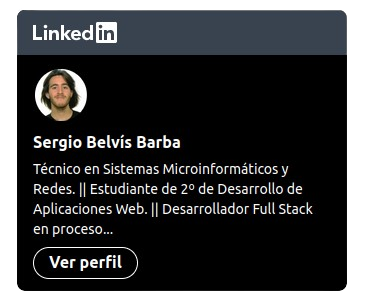 LinkedIn
Sergio Belvís Barba
Técnico en Sistemas Microinformáticos y
Redes. || Estudiante de 2º de Desarrollo de
Aplicaciones Web. || Desarrollador Full Stack
en proceso...
Ver perfil